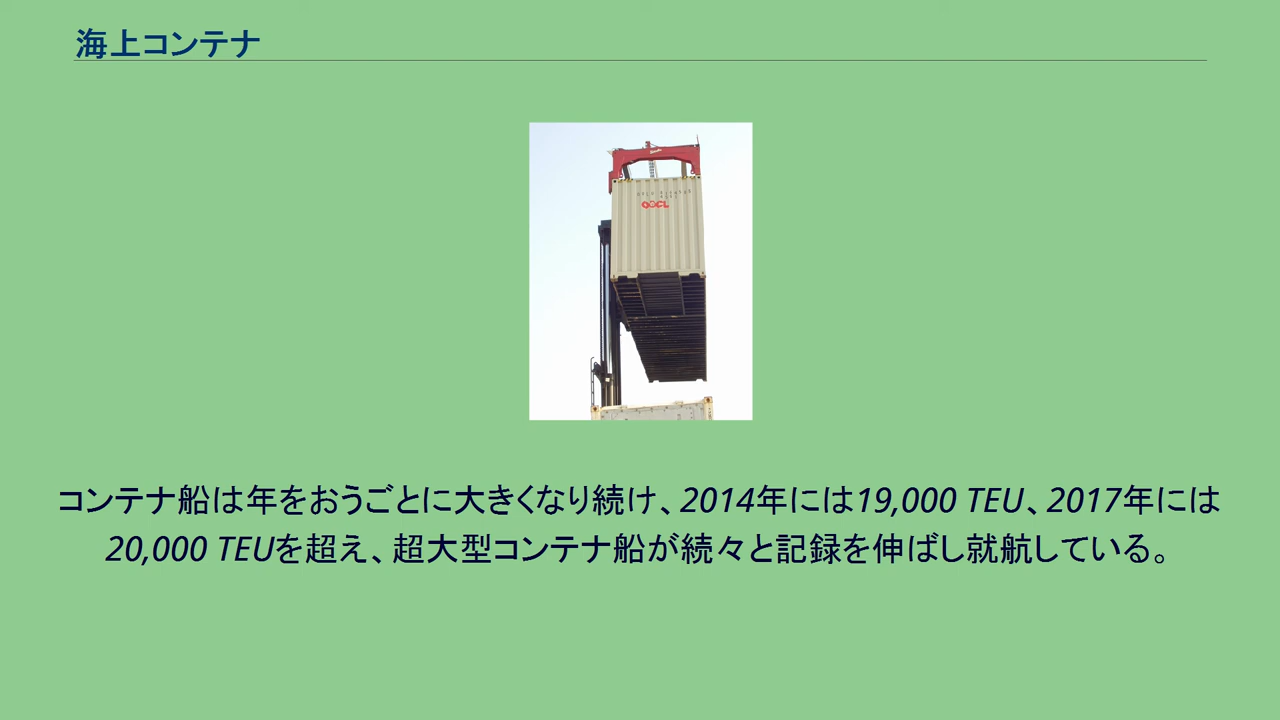 海上コンテナ
OOCL
コンテナ船は年をおうごとに大きくなり続け、2014年には19,000 TEU、2017年には
20,000 TEUを超え、超大型コンテナ船が続々と記録を伸ばし就航している。